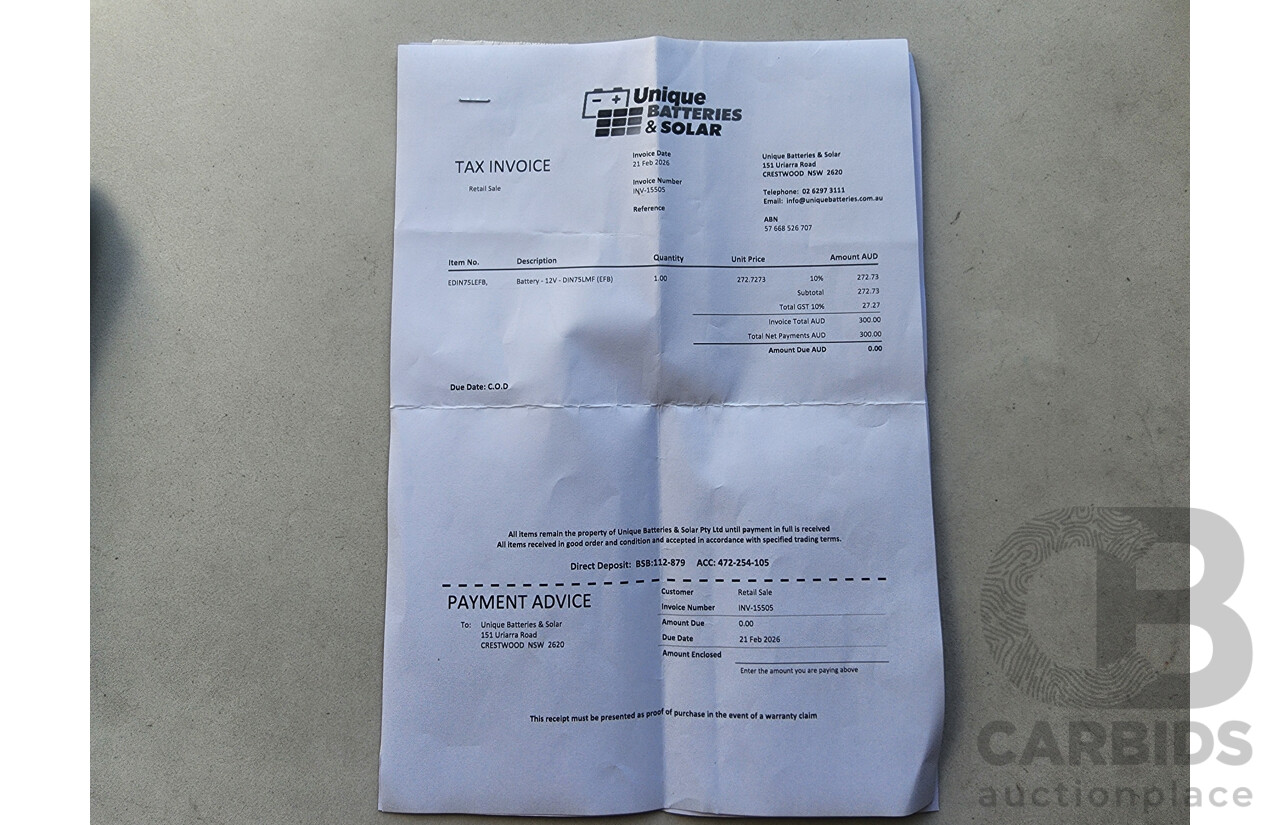 Unique
BATTERIES
& SOLAR
TAX INVOICE
Retail Sale
Invoice Date
21 Feb 2026
Invoice Number
INV-15505
Reference
Unique Batteries & Solar
151 Uriarra Road
CRESTWOOD NSW 2620
Telephone: 02 6297 3111
Email: info@uniquebatteries.com.au
ABN
57 668 526 707
Item No. Description Quantity Unit Price Amount AUD
EDIN75LEFB, Battery - 12V - DIN75LMF (EFB) 1.00 272.7273 10% 272.73
Subtotal 272.73
Total GST 10% 27.27
Invoice Total AUD 300.00
Total Net Payments AUD 300.00
Amount Due AUD 0.00
Due Date: C.O.D
All items remain the property of Unique Batteries & Solar Pty Ltd until payment in full is received
All items received in good order and condition and accepted in accordance with specified trading terms.
Direct Deposit: BSB:112-879 ACC: 472-254-105
PAYMENT ADVICE
To: Unique Batteries & Solar
151 Uriarra Road
CRESTWOOD NSW 2620
Customer Retail Sale
Invoice Number INV-15505
Amount Due 0.00
Due Date 21 Feb 2026
Amount Enclosed
Enter the amount you are paying above
This receipt must be presented as proof of purchase in the event of a warranty claim
CB
CARBIDS
auctionplace